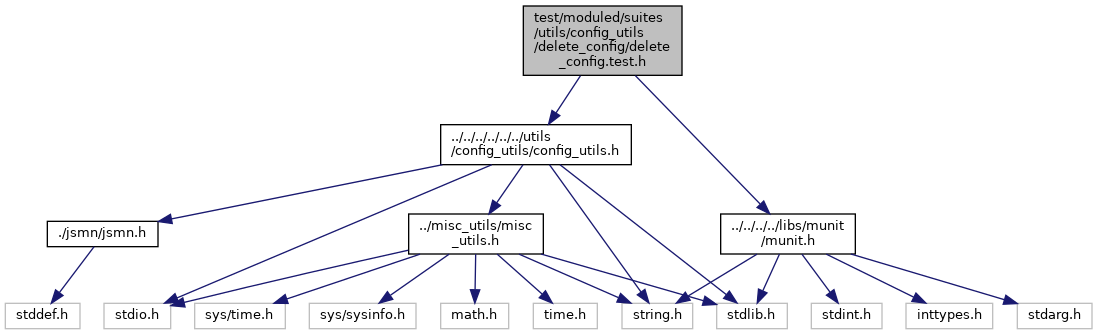 test/moduled/suites
/utils/config_utils
/delete_config/delete
_config.test.h
../../../../../../utils
/config_utils/config_utils.h
./jsmn/jsmn.h
../misc_utils/misc
_utils.h
../../../../libs/munit
/munit.h
stddef.h
stdio.h
sys/time.h
sys/sysinfo.h
math.h
time.h
string.h
stdlib.h
stdint.h
inttypes.h
stdarg.h